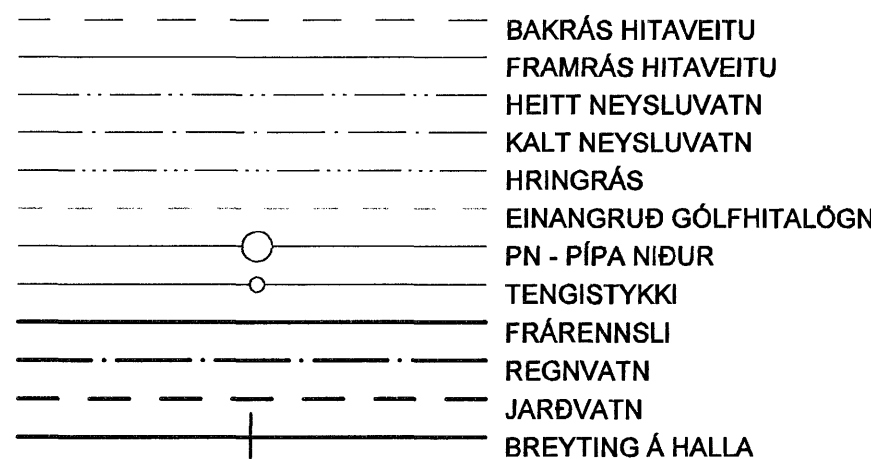 BAKRÁS HITAVEITU
FRAMRÁS HITAVEITU
HEITT NEYSLUVATN
KALT NEYSLUVATN
HRINGRÁS
EINANGRUÐ GÓLFHITALÖGN
PN - PÍPA NIÐUR
TENGISTYKKI
FRÁRENNSLI
REGNVATN
JARÐVATN
BREYTING Á HALLA